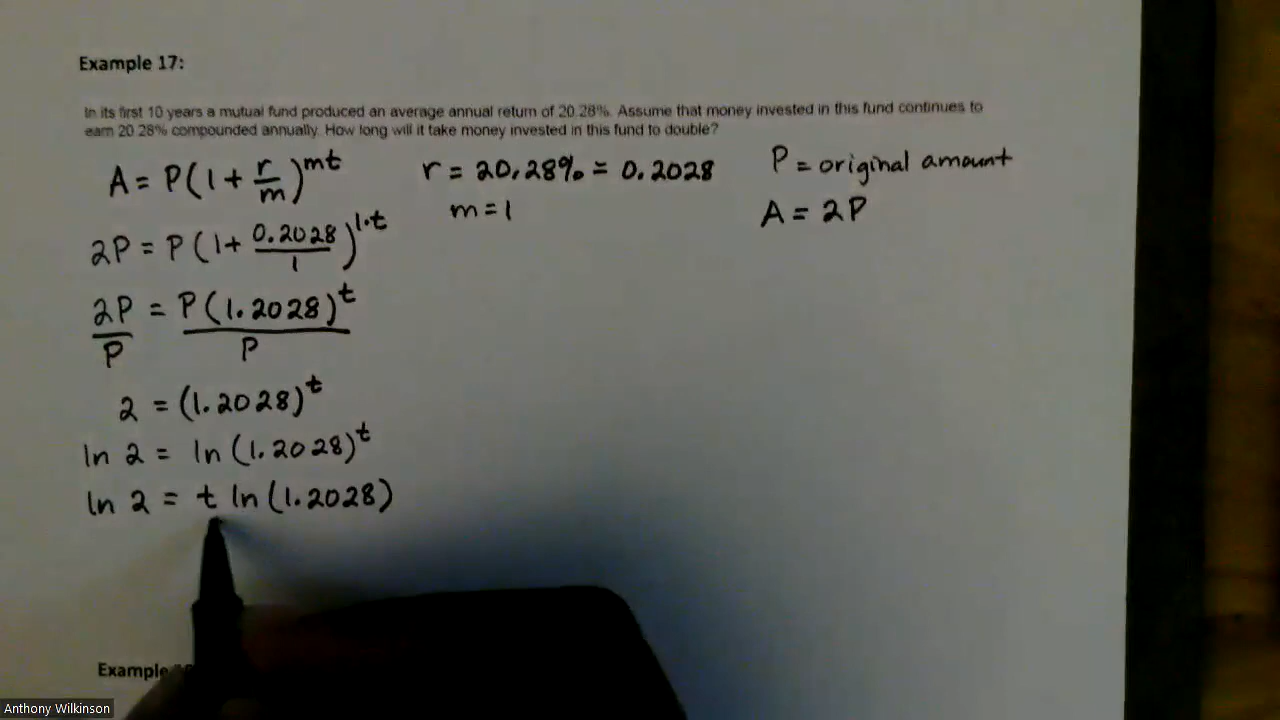 Example 17:
In its first 10 years a mutual fund produced an average annual return of 20.28%. Assume that money invested in this fund continues to
earn 20.28% compounded annually. How long will it take money invested in this fund to double?
A = P(1 + r/m)^mt
r = 20.28% = 0.2028
P = original amount
m = 1
A = 2P
2P = P(1 + 0.2028/1)^1·t
2P/P = P(1.2028)^t/P
2 = (1.2028)^t
ln 2 = ln(1.2028)^t
ln 2 = t ln(1.2028)
Example
Anthony Wilkinson